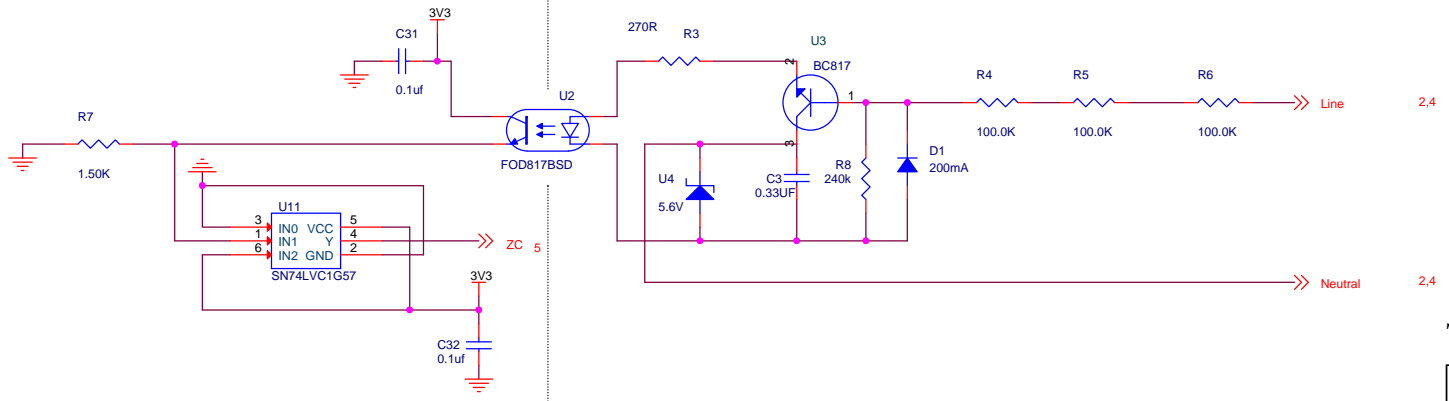 3V3
C31
0.1uf
270R
R3
U3
2
BC817
1
3
R4
100.0K
R5
100.0K
R6
100.0K
Line
2,4
U2
FOD817BSD
R7
1.50K
U4
5.6V
C3
0.33UF
R8
240k
D1
200mA
U11
3 IN0 VCC 5
1 IN1 Y 4
6 IN2 GND 2
SN74LVC1G57
ZC 5
3V3
Neutral
2,4
C32
0.1uf